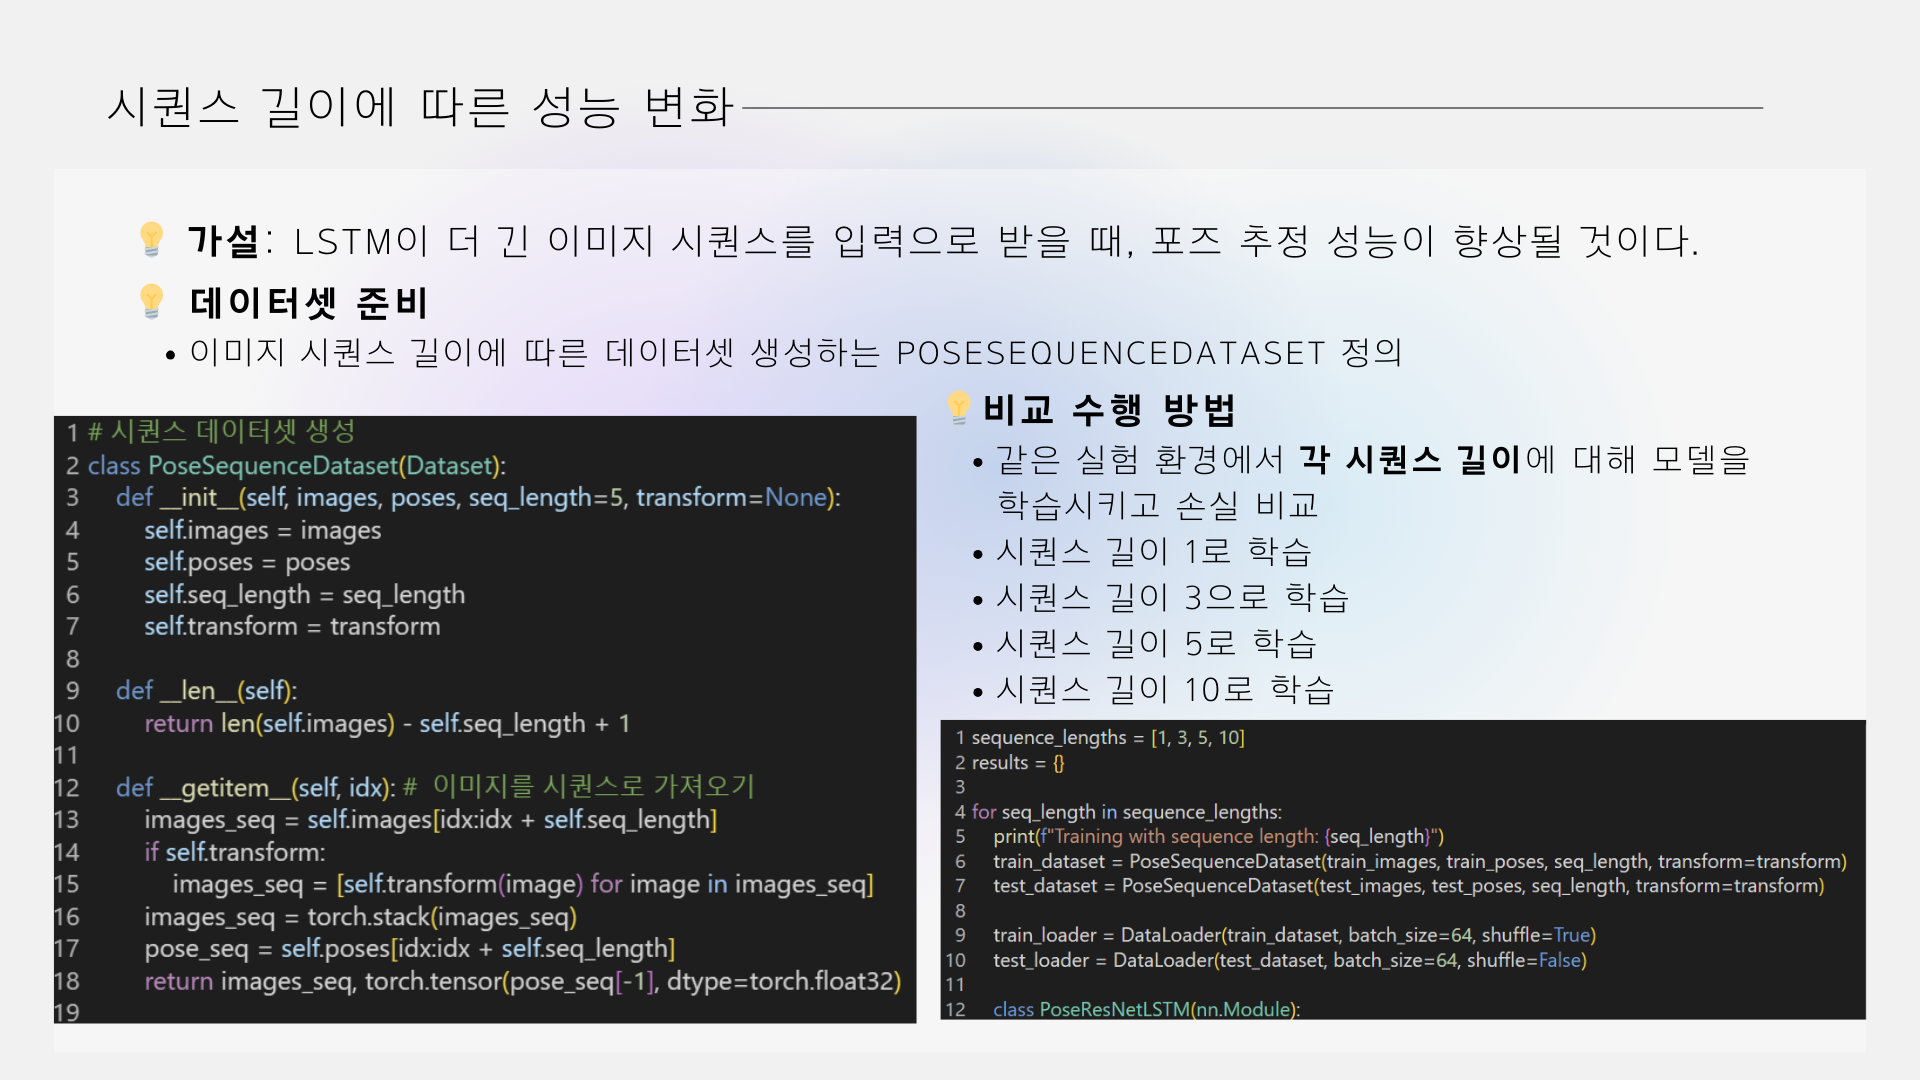 시퀀스 길이에 따른 성능 변화
가설: LSTM이 더 긴 이미지 시퀀스를 입력으로 받을 때, 포즈 추정 성능이 향상될 것이다.
데이터셋 준비
• 이미지 시퀀스 길이에 따른 데이터셋 생성하는 POSESEQUENCEDATASET 정의
1 # 시퀀스 데이터셋 생성
2 class PoseSequenceDataset(Dataset):
3     def __init__(self, images, poses, seq_length=5, transform=None):
4         self.images = images
5         self.poses = poses
6         self.seq_length = seq_length
7         self.transform = transform
8
9     def __len__(self):
10         return len(self.images) - self.seq_length + 1
11
12     def __getitem__(self, idx): # 이미지를 시퀀스로 가져오기
13         images_seq = self.images[idx:idx + self.seq_length]
14         if self.transform:
15             images_seq = [self.transform(image) for image in images_seq]
16         images_seq = torch.stack(images_seq)
17         pose_seq = self.poses[idx:idx + self.seq_length]
18         return images_seq, torch.tensor(pose_seq[-1], dtype=torch.float32)
19
비교 수행 방법
• 같은 실험 환경에서 각 시퀀스 길이에 대해 모델을
학습시키고 손실 비교
• 시퀀스 길이 1로 학습
• 시퀀스 길이 3으로 학습
• 시퀀스 길이 5로 학습
• 시퀀스 길이 10로 학습
1 sequence_lengths = [1, 3, 5, 10]
2 results = {}
3
4 for seq_length in sequence_lengths:
5     print(f"Training with sequence length: {seq_length}")
6     train_dataset = PoseSequenceDataset(train_images, train_poses, seq_length, transform=transform)
7     test_dataset = PoseSequenceDataset(test_images, test_poses, seq_length, transform=transform)
8
9     train_loader = DataLoader(train_dataset, batch_size=64, shuffle=True)
10     test_loader = DataLoader(test_dataset, batch_size=64, shuffle=False)
11
12     class PoseResNetLSTM(nn.Module):